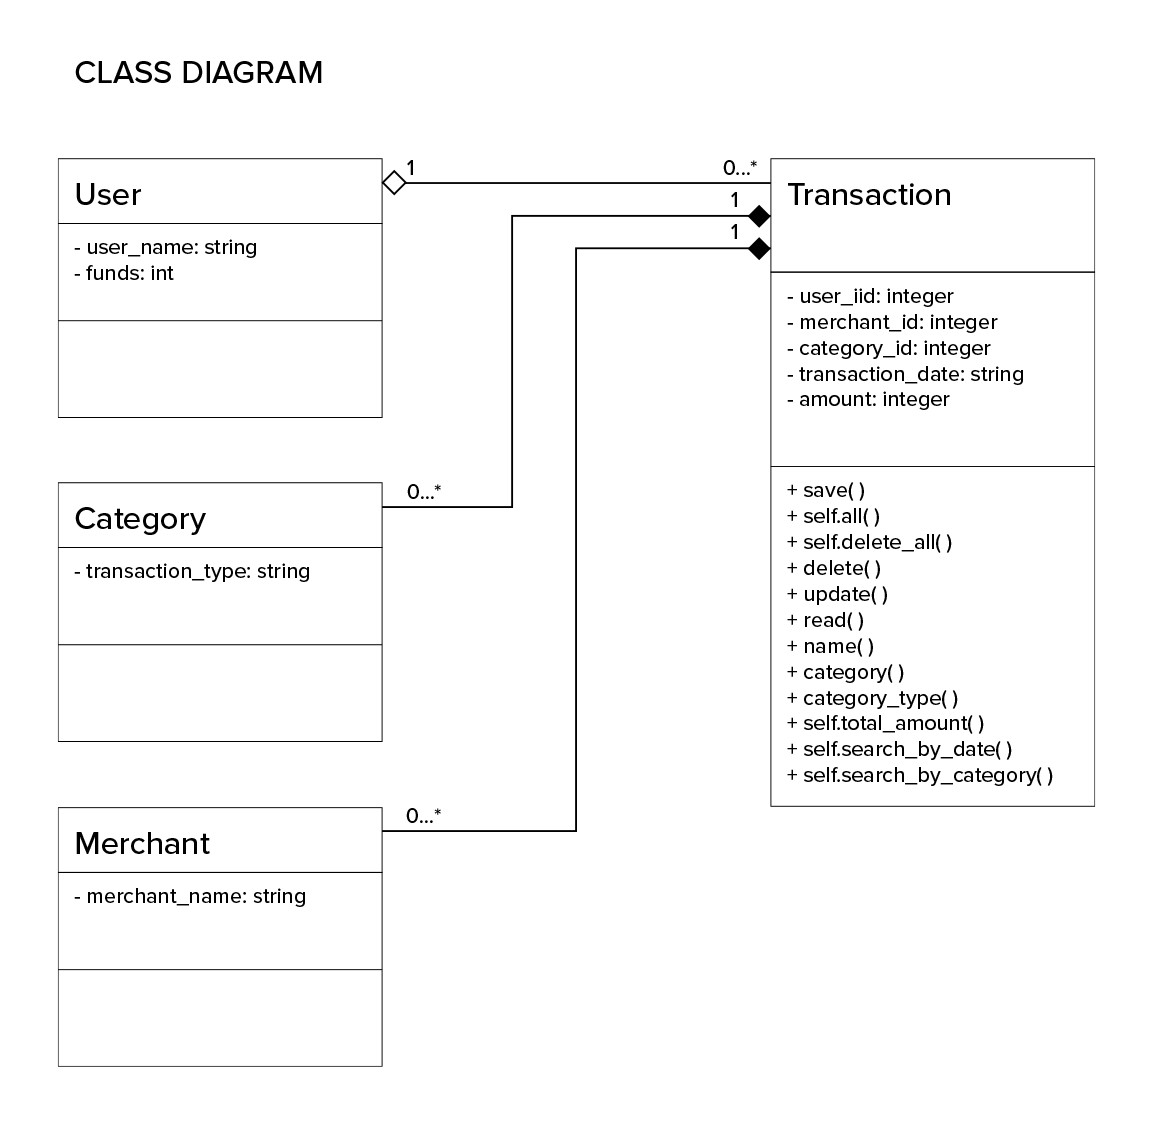 CLASS DIAGRAM
User
- user_name: string
- funds: int
1
0...*
1
1
Transaction
- user_iid: integer
- merchant_id: integer
- category_id: integer
- transaction_date: string
- amount: integer
+ save( )
+ self.all( )
+ self.delete_all( )
+ delete( )
+ update( )
+ read( )
+ name( )
+ category( )
+ category_type( )
+ self.total_amount( )
+ self.search_by_date( )
+ self.search_by_category( )
Category
- transaction_type: string
0...*
Merchant
- merchant_name: string
0...*